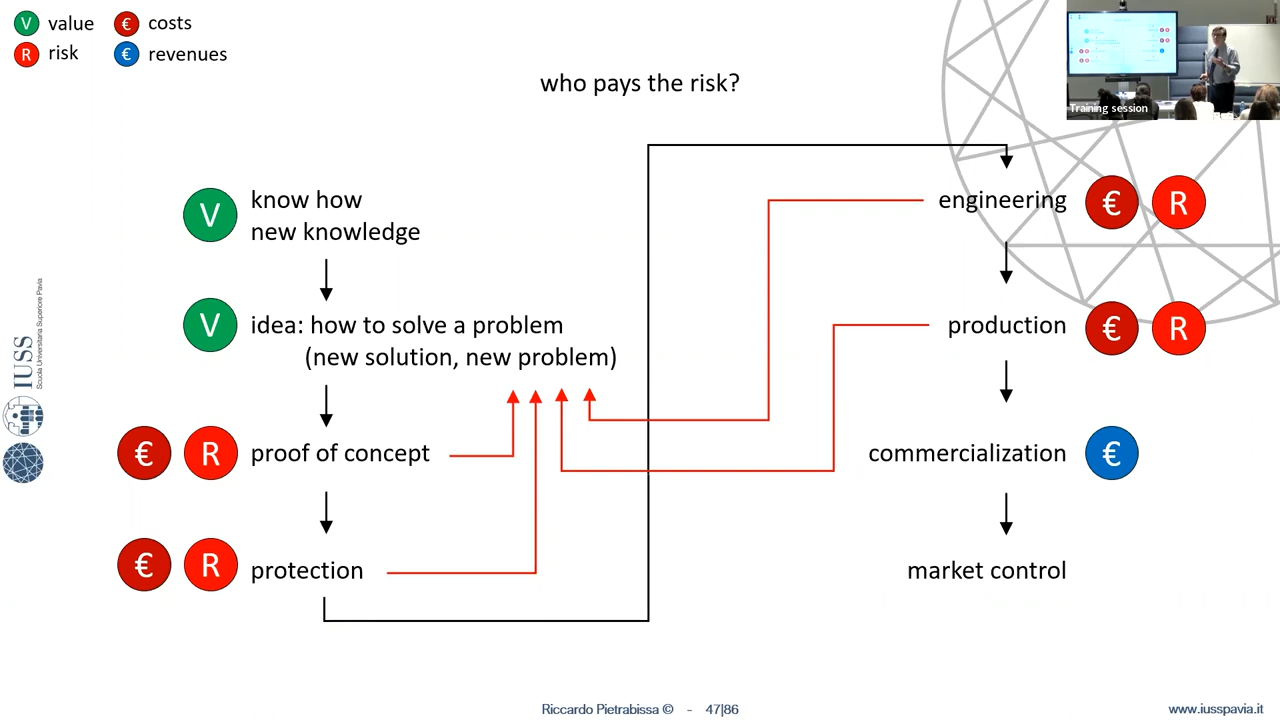 V value
€ costs
R risk
€ revenues
who pays the risk?
Training session
V know how
new knowledge
V idea: how to solve a problem
(new solution, new problem)
€ R proof of concept
€ R protection
engineering € R
production € R
commercialization €
market control
IUSS
Scuola Universitaria Superiore Pavia
Riccardo Pietrabissa © - 47|86
www.iusspavia.it